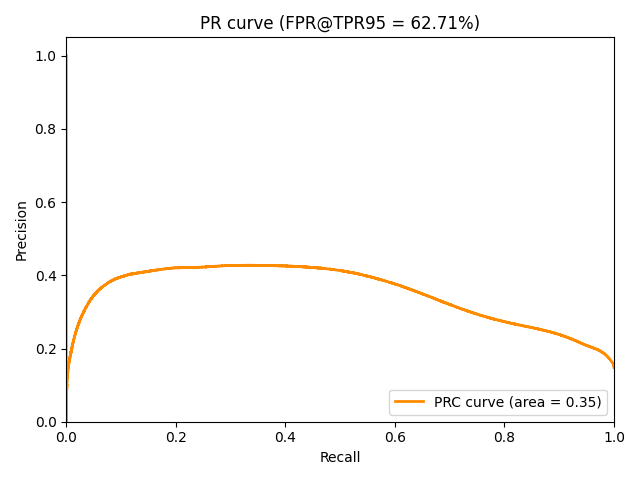 PR curve (FPR@TPR95 = 62.71%)
1.0
0.8
0.6
0.4
0.2
0.0
Precision
0.0 0.2 0.4 0.6 0.8 1.0
Recall
PRC curve (area = 0.35)